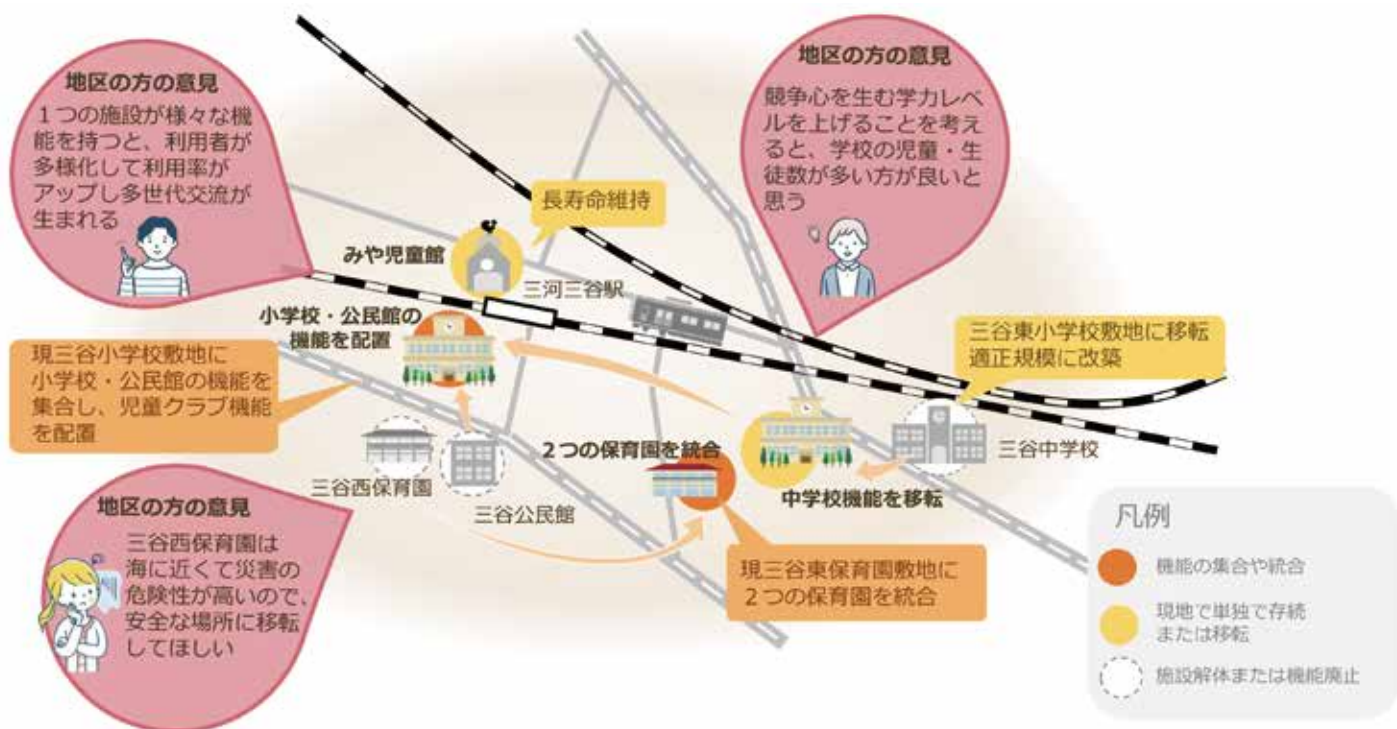 地区の方の意見
1つの施設が様々な機
能を持つと、利用者が
多様化して利用率が
アップし多世代交流が
生まれる
地区の方の意見
競争心を生む学力レベ
ルを上げることを考え
ると、学校の児童・生
徒数が多い方が良いと
思う
長寿命維持
みや児童館
三河三谷駅
小学校・公民館の
機能を配置
現三谷小学校敷地に
小学校・公民館の機能を
集合し、児童クラブ機能
を配置
三谷東小学校敷地に移転
適正規模に改築
三谷中学校
2つの保育園を統合
中学校機能を移転
三谷西保育園
三谷公民館
現三谷東保育園敷地に
2つの保育園を統合
地区の方の意見
三谷西保育園は
海に近くて災害の
危険性が高いので、
安全な場所に移転
してほしい
凡例
機能の集合や統合
現地で単独で存続
または移転
施設解体または機能廃止